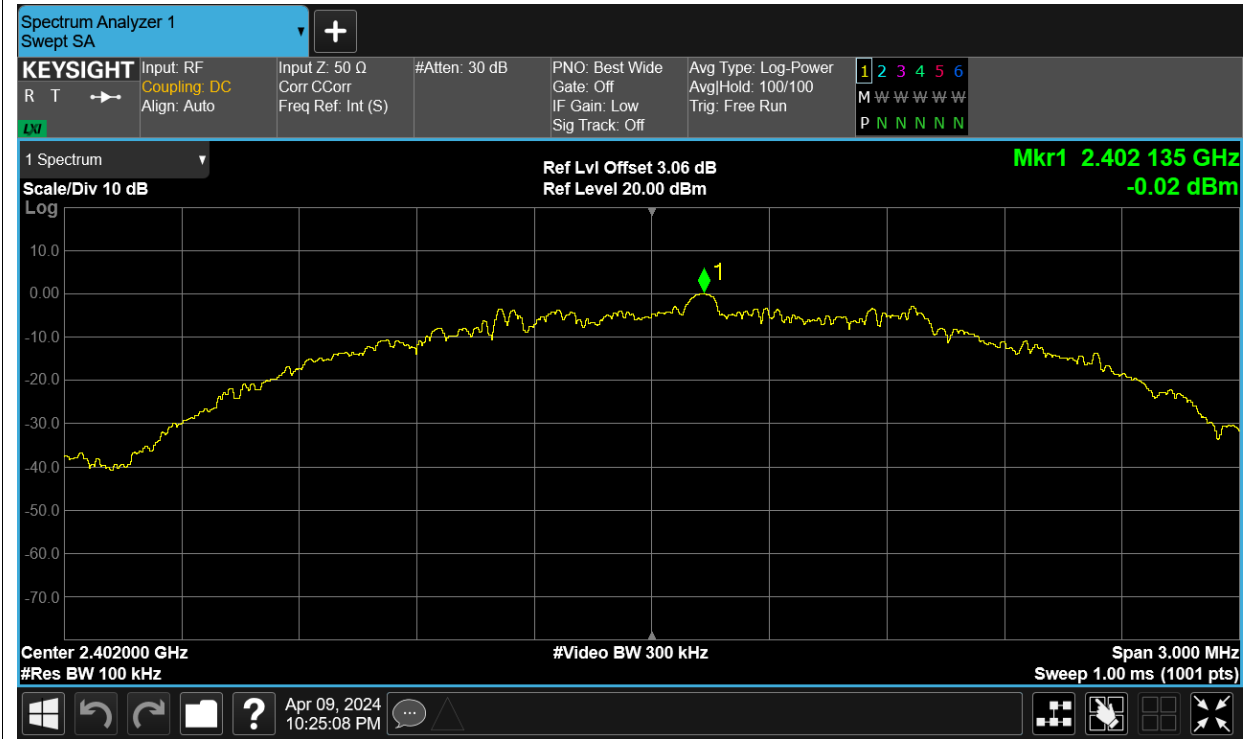 Spectrum Analyzer 1
Swept SA
+
KEYSIGHT
R T
LXI
Input: RF
Coupling: DC
Align: Auto
Input Z: 50 Ω
Corr CCorr
Freq Ref: Int (S)
#Atten: 30 dB
PNO: Best Wide
Gate: Off
IF Gain: Low
Sig Track: Off
Avg Type: Log-Power
Avg|Hold: 100/100
Trig: Free Run
1 2 3 4 5 6
M W W W W W
P N N N N N
1 Spectrum
Scale/Div 10 dB
Ref Lvl Offset 3.06 dB
Ref Level 20.00 dBm
Mkr1 2.402 135 GHz
-0.02 dBm
Log
10.0
0.00
-10.0
-20.0
-30.0
-40.0
-50.0
-60.0
-70.0
1
Center 2.402000 GHz
#Res BW 100 kHz
#Video BW 300 kHz
Span 3.000 MHz
Sweep 1.00 ms (1001 pts)
?
Apr 09, 2024
10:25:08 PM